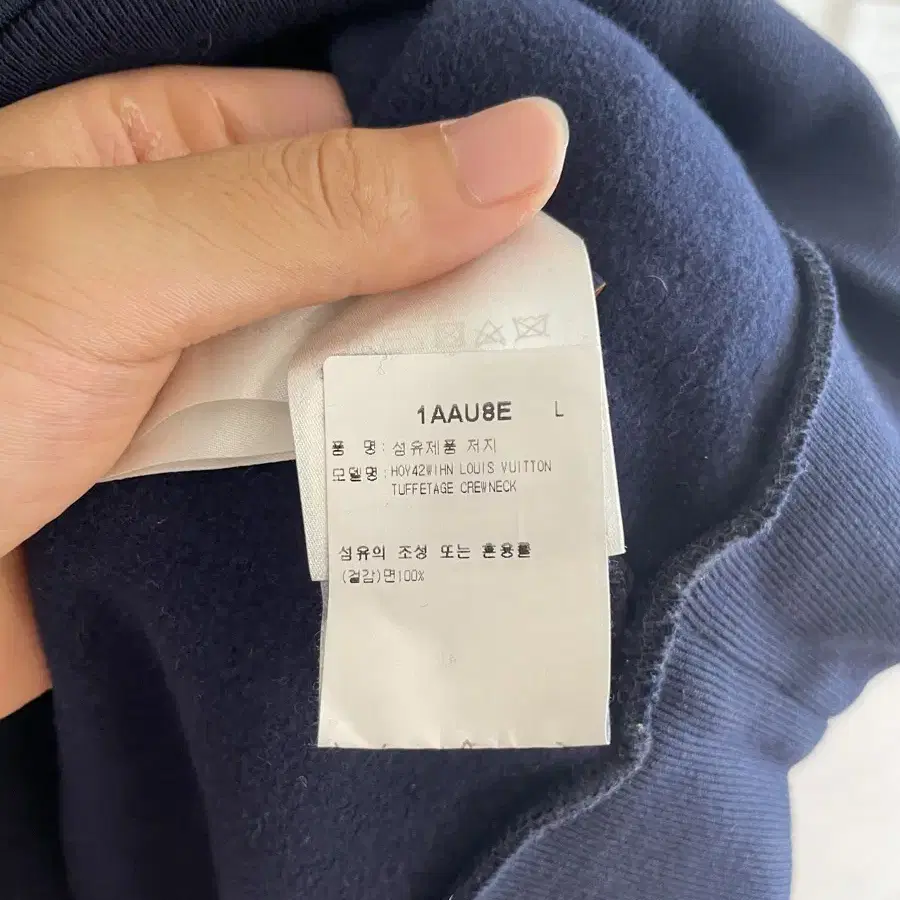 1AAU8E L
품 명: 섬유제품 저지
모델명: HOY42WIHN LOUIS VUITTON
TUFFETAGE CREWNECK
섬유의 조성 또는 혼용률
(겉감)면100%